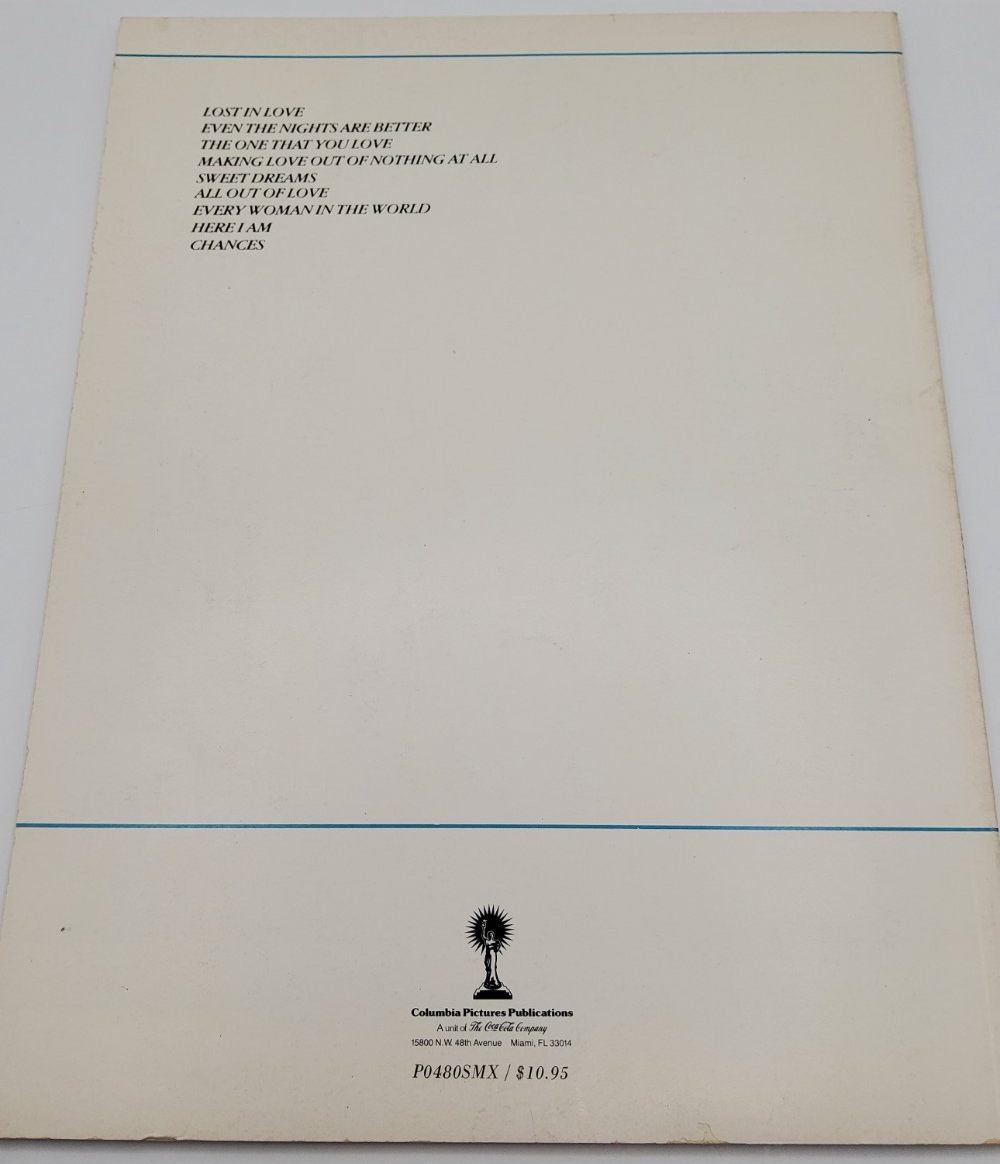 LOST IN LOVE
EVEN THE NIGHTS ARE BETTER
THE ONE THAT YOU LOVE
MAKING LOVE OUT OF NOTHING AT ALL
SWEET DREAMS
ALL OUT OF LOVE
EVERY WOMAN IN THE WORLD
HERE I AM
CHANCES
Columbia Pictures Publications
A unit of The Coca-Cola Company
15800 N.W. 48th Avenue Miami, FL 33014
P0480SMX / $10.95